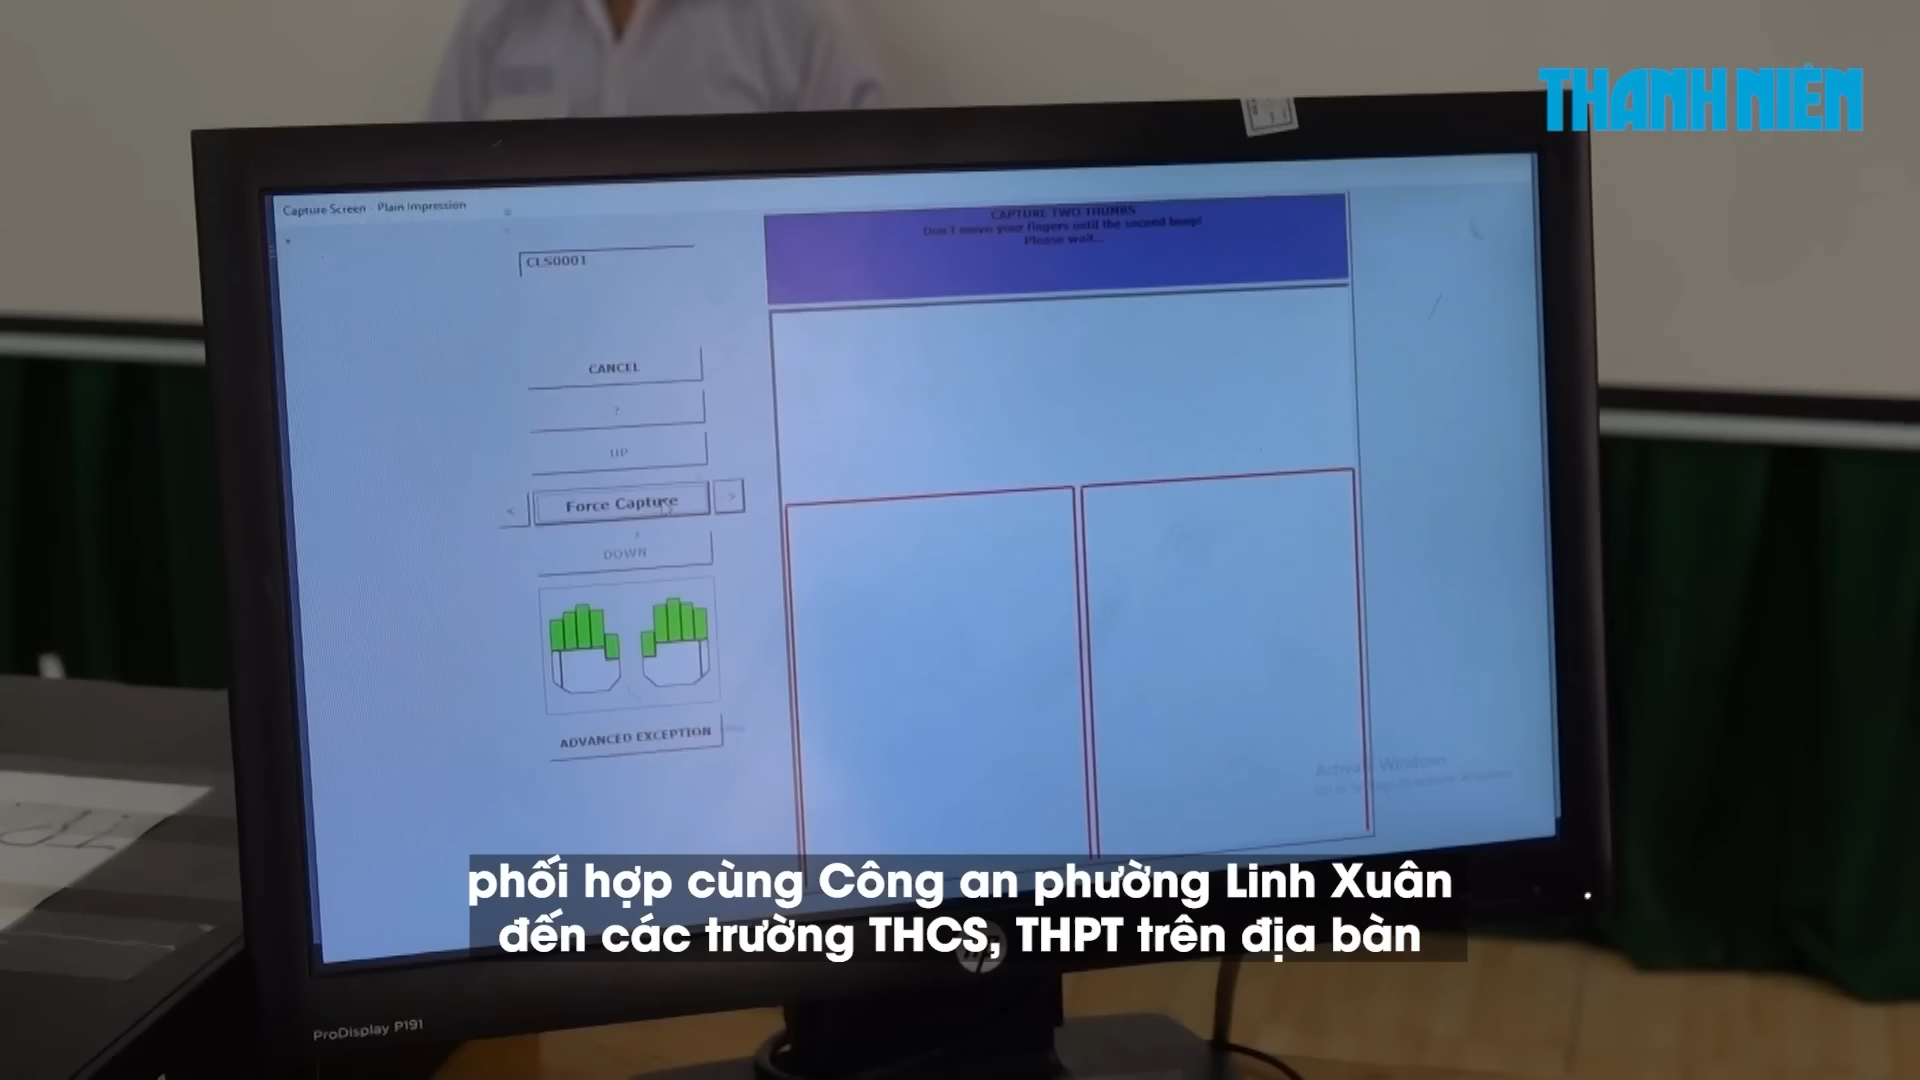 THANH NIÊN
Capture Screen - Plain Impression
CAPTURE TWO THUMBS
Don't move your fingers until the second beep!
Please wait...
CLS0001
CANCEL
?
UP
< Force Capture ->
?
DOWN
ADVANCED EXCEPTION
Activate Windows
phối hợp cùng Công an phường Linh Xuân
đến các trường THCS, THPT trên địa bàn
hp
ProDisplay P191